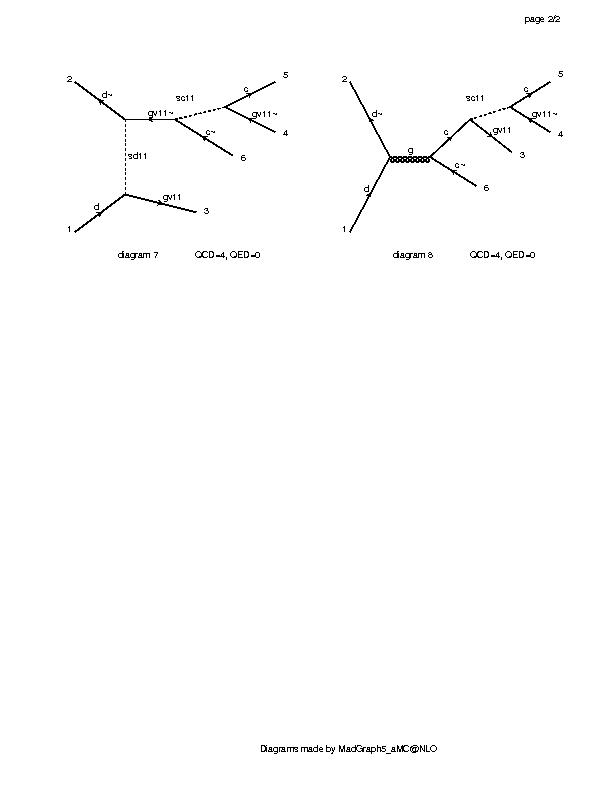 page 2/2
2
d~
sc11
c
5
gv11~
gv11~
4
c~
6
sd11
d
gv11
3
1
diagram 7 QCD=4, QED=0
2
d~
sc11
c
5
gv11~
4
c
gv11
3
g
c~
6
d
1
diagram 8 QCD=4, QED=0
Diagrams made by MadGraph5_aMC@NLO